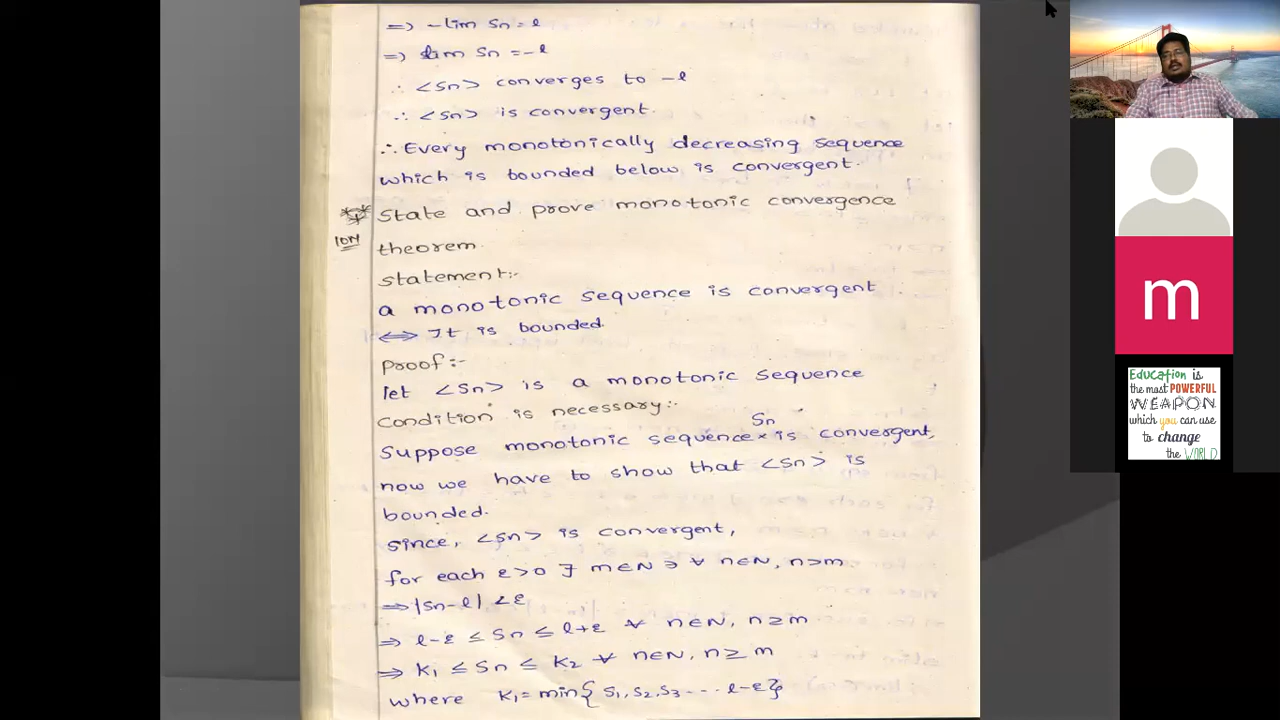 => -lim Sn = l
=> lim Sn = -l
∴ <Sn> converges to -l
∴ <Sn> is convergent.
∴ Every monotonically decreasing sequence
which is bounded below is convergent.
State and prove monotonic convergence
10M
theorem.
statement:-
a monotonic sequence is convergent
<=> It is bounded.
proof:-
let <Sn> is a monotonic sequence
condition is necessary:-
Sn
suppose monotonic sequence × is convergent,
now we have to show that <Sn> is
bounded.
since, <Sn> is convergent,
for each ε>0 ∃ m∈N ∋ ∀ n∈N, n>m
=> |Sn-l| <ε
=> l-ε ≤ Sn ≤ l+ε ∀ n∈N, n≥m
=> K₁ ≤ Sn ≤ K₂ ∀ n∈N, n≥m
where K₁ = min{ S₁, S₂, S₃ --- l-ε}
m
Education is
the most POWERFUL
WEAPON
which you can use
to change
the WORLD